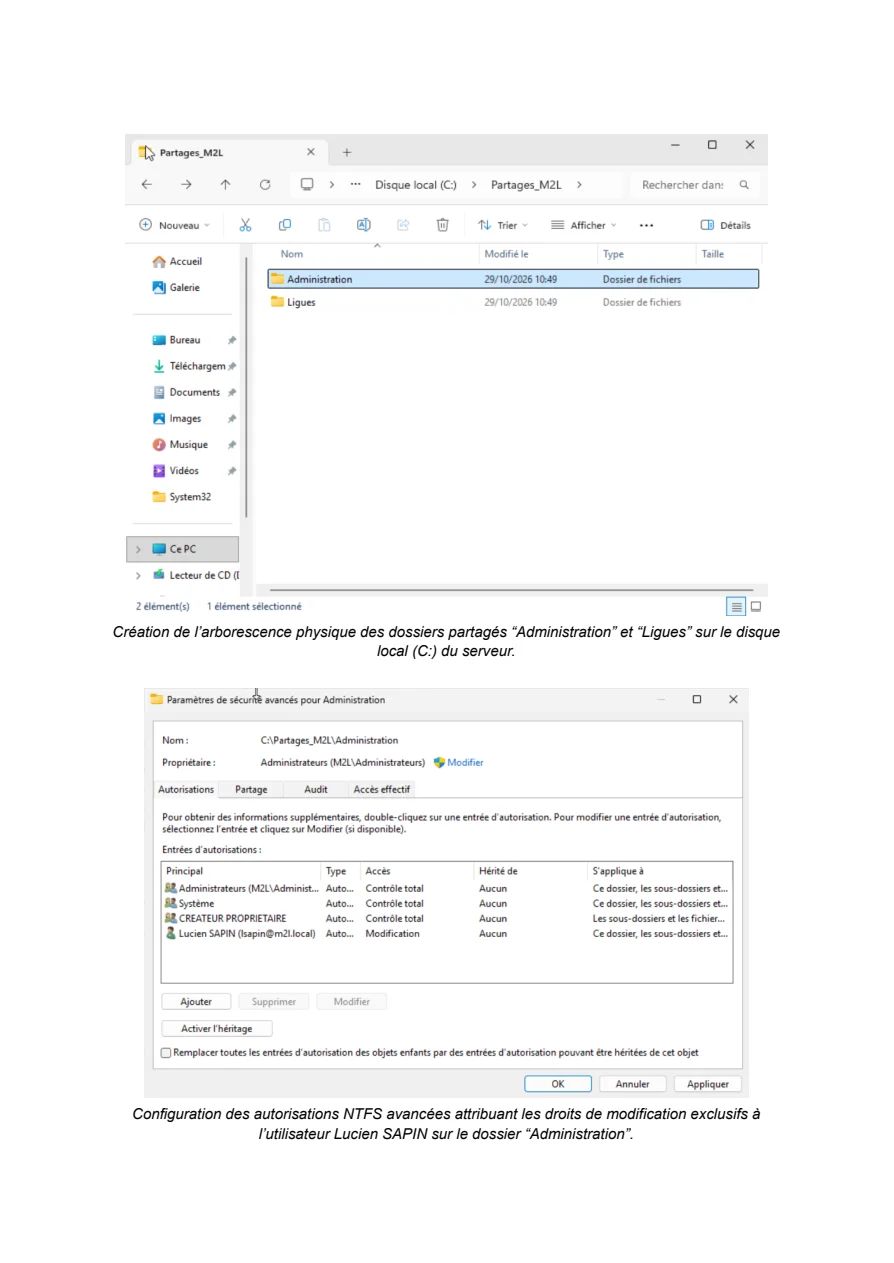 Partages_M2L
Disque local (C:) Partages_M2L Rechercher dans
Nouveau Trier Afficher Détails
Nom Modifié le Type Taille
Accueil
Galerie
Administration 29/10/2026 10:49 Dossier de fichiers
Ligues 29/10/2026 10:49 Dossier de fichiers
Bureau
Téléchargem
Documents
Images
Musique
Vidéos
System32
Ce PC
Lecteur de CD (D
2 élément(s) 1 élément sélectionné
Création de l’arborescence physique des dossiers partagés “Administration” et “Ligues” sur le disque
local (C:) du serveur.
Paramètres de sécurité avancés pour Administration
Nom : C:\Partages_M2L\Administration
Propriétaire : Administrateurs (M2L\Administrateurs) Modifier
Autorisations Partage Audit Accès effectif
Pour obtenir des informations supplémentaires, double-cliquez sur une entrée d'autorisation. Pour modifier une entrée d'autorisation,
sélectionnez l'entrée et cliquez sur Modifier (si disponible).
Entrées d'autorisations :
Principal Type Accès Hérité de S'applique à
Administrateurs (M2L\Administ... Auto... Contrôle total Aucun Ce dossier, les sous-dossiers et...
Système Auto... Contrôle total Aucun Ce dossier, les sous-dossiers et...
CREATEUR PROPRIETAIRE Auto... Contrôle total Aucun Les sous-dossiers et les fichier...
Lucien SAPIN (lsapin@m2l.local) Auto... Modification Aucun Ce dossier, les sous-dossiers et...
Ajouter Supprimer Modifier
Activer l'héritage
Remplacer toutes les entrées d'autorisation des objets enfants par des entrées d'autorisation pouvant être héritées de cet objet
OK Annuler Appliquer
Configuration des autorisations NTFS avancées attribuant les droits de modification exclusifs à
l’utilisateur Lucien SAPIN sur le dossier “Administration”.